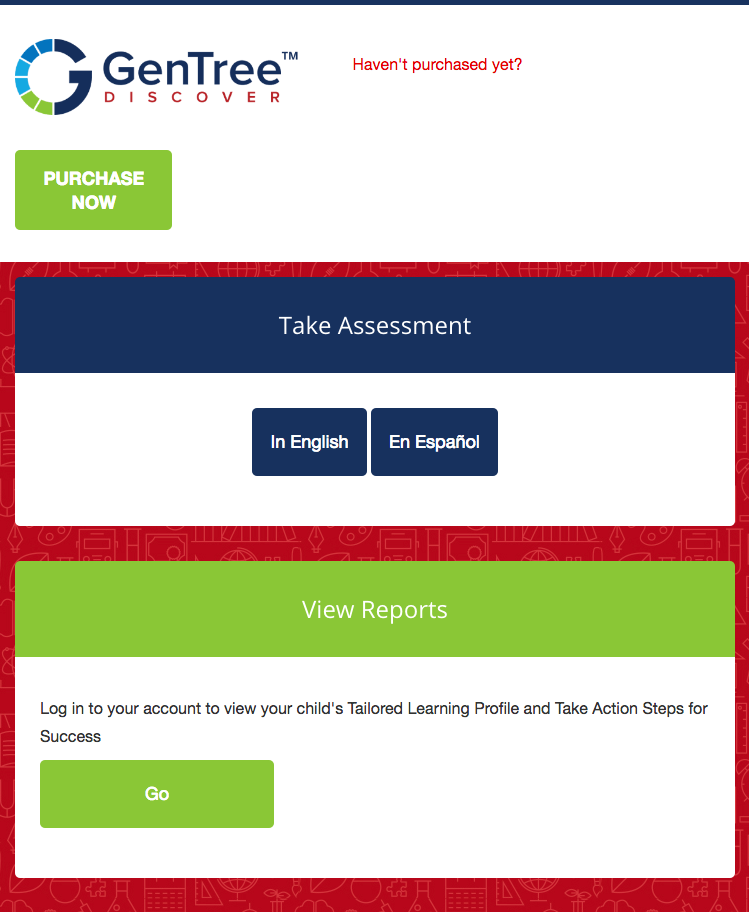 GenTree™
DISCOVER
Haven't purchased yet?
PURCHASE
NOW
Take Assessment
In English
En Español
View Reports
Log in to your account to view your child's Tailored Learning Profile and Take Action Steps for
Success
Go